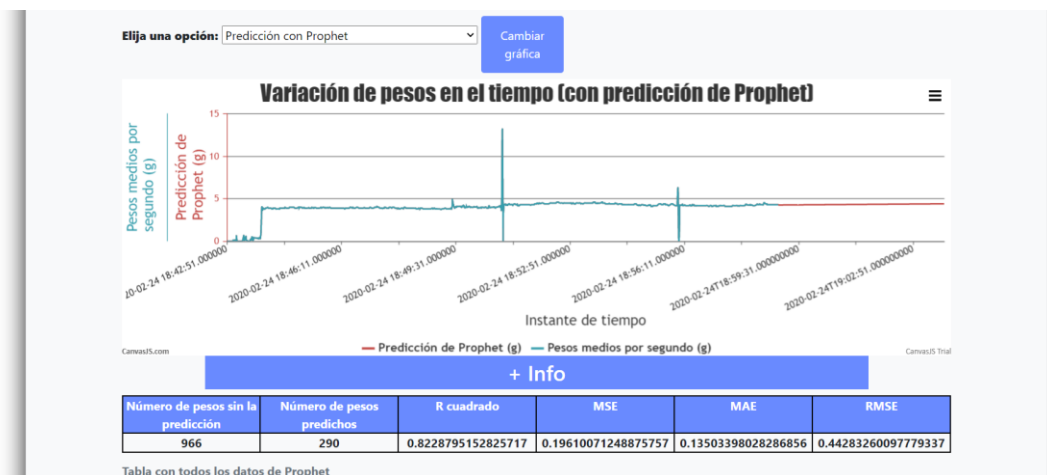 Elija una opción: Predicción con Prophet
Cambiar
gráfica
Variación de pesos en el tiempo (con predicción de Prophet)
Pesos medios por
segundo (g)
Predicción de
Prophet (g)
15
10
5
0
20-02-24 18:42:51.000000
2020-02-24 18:46:11.000000
2020-02-24 18:49:31.000000
2020-02-24 18:52:51.000000
2020-02-24 18:56:11.000000
2020-02-24T18:59:31.000000000
2020-02-24T19:02:51.000000000
Instante de tiempo
Predicción de Prophet (g) Pesos medios por segundo (g)
CanvasJS.com
CanvasJS Trial
+ Info
Número de pesos sin la predicción Número de pesos predichos R cuadrado MSE MAE RMSE
966 290 0.8228795152825717 0.19610071248875757 0.13503398028286856 0.44283260097779337
Tabla con todos los datos de Prophet